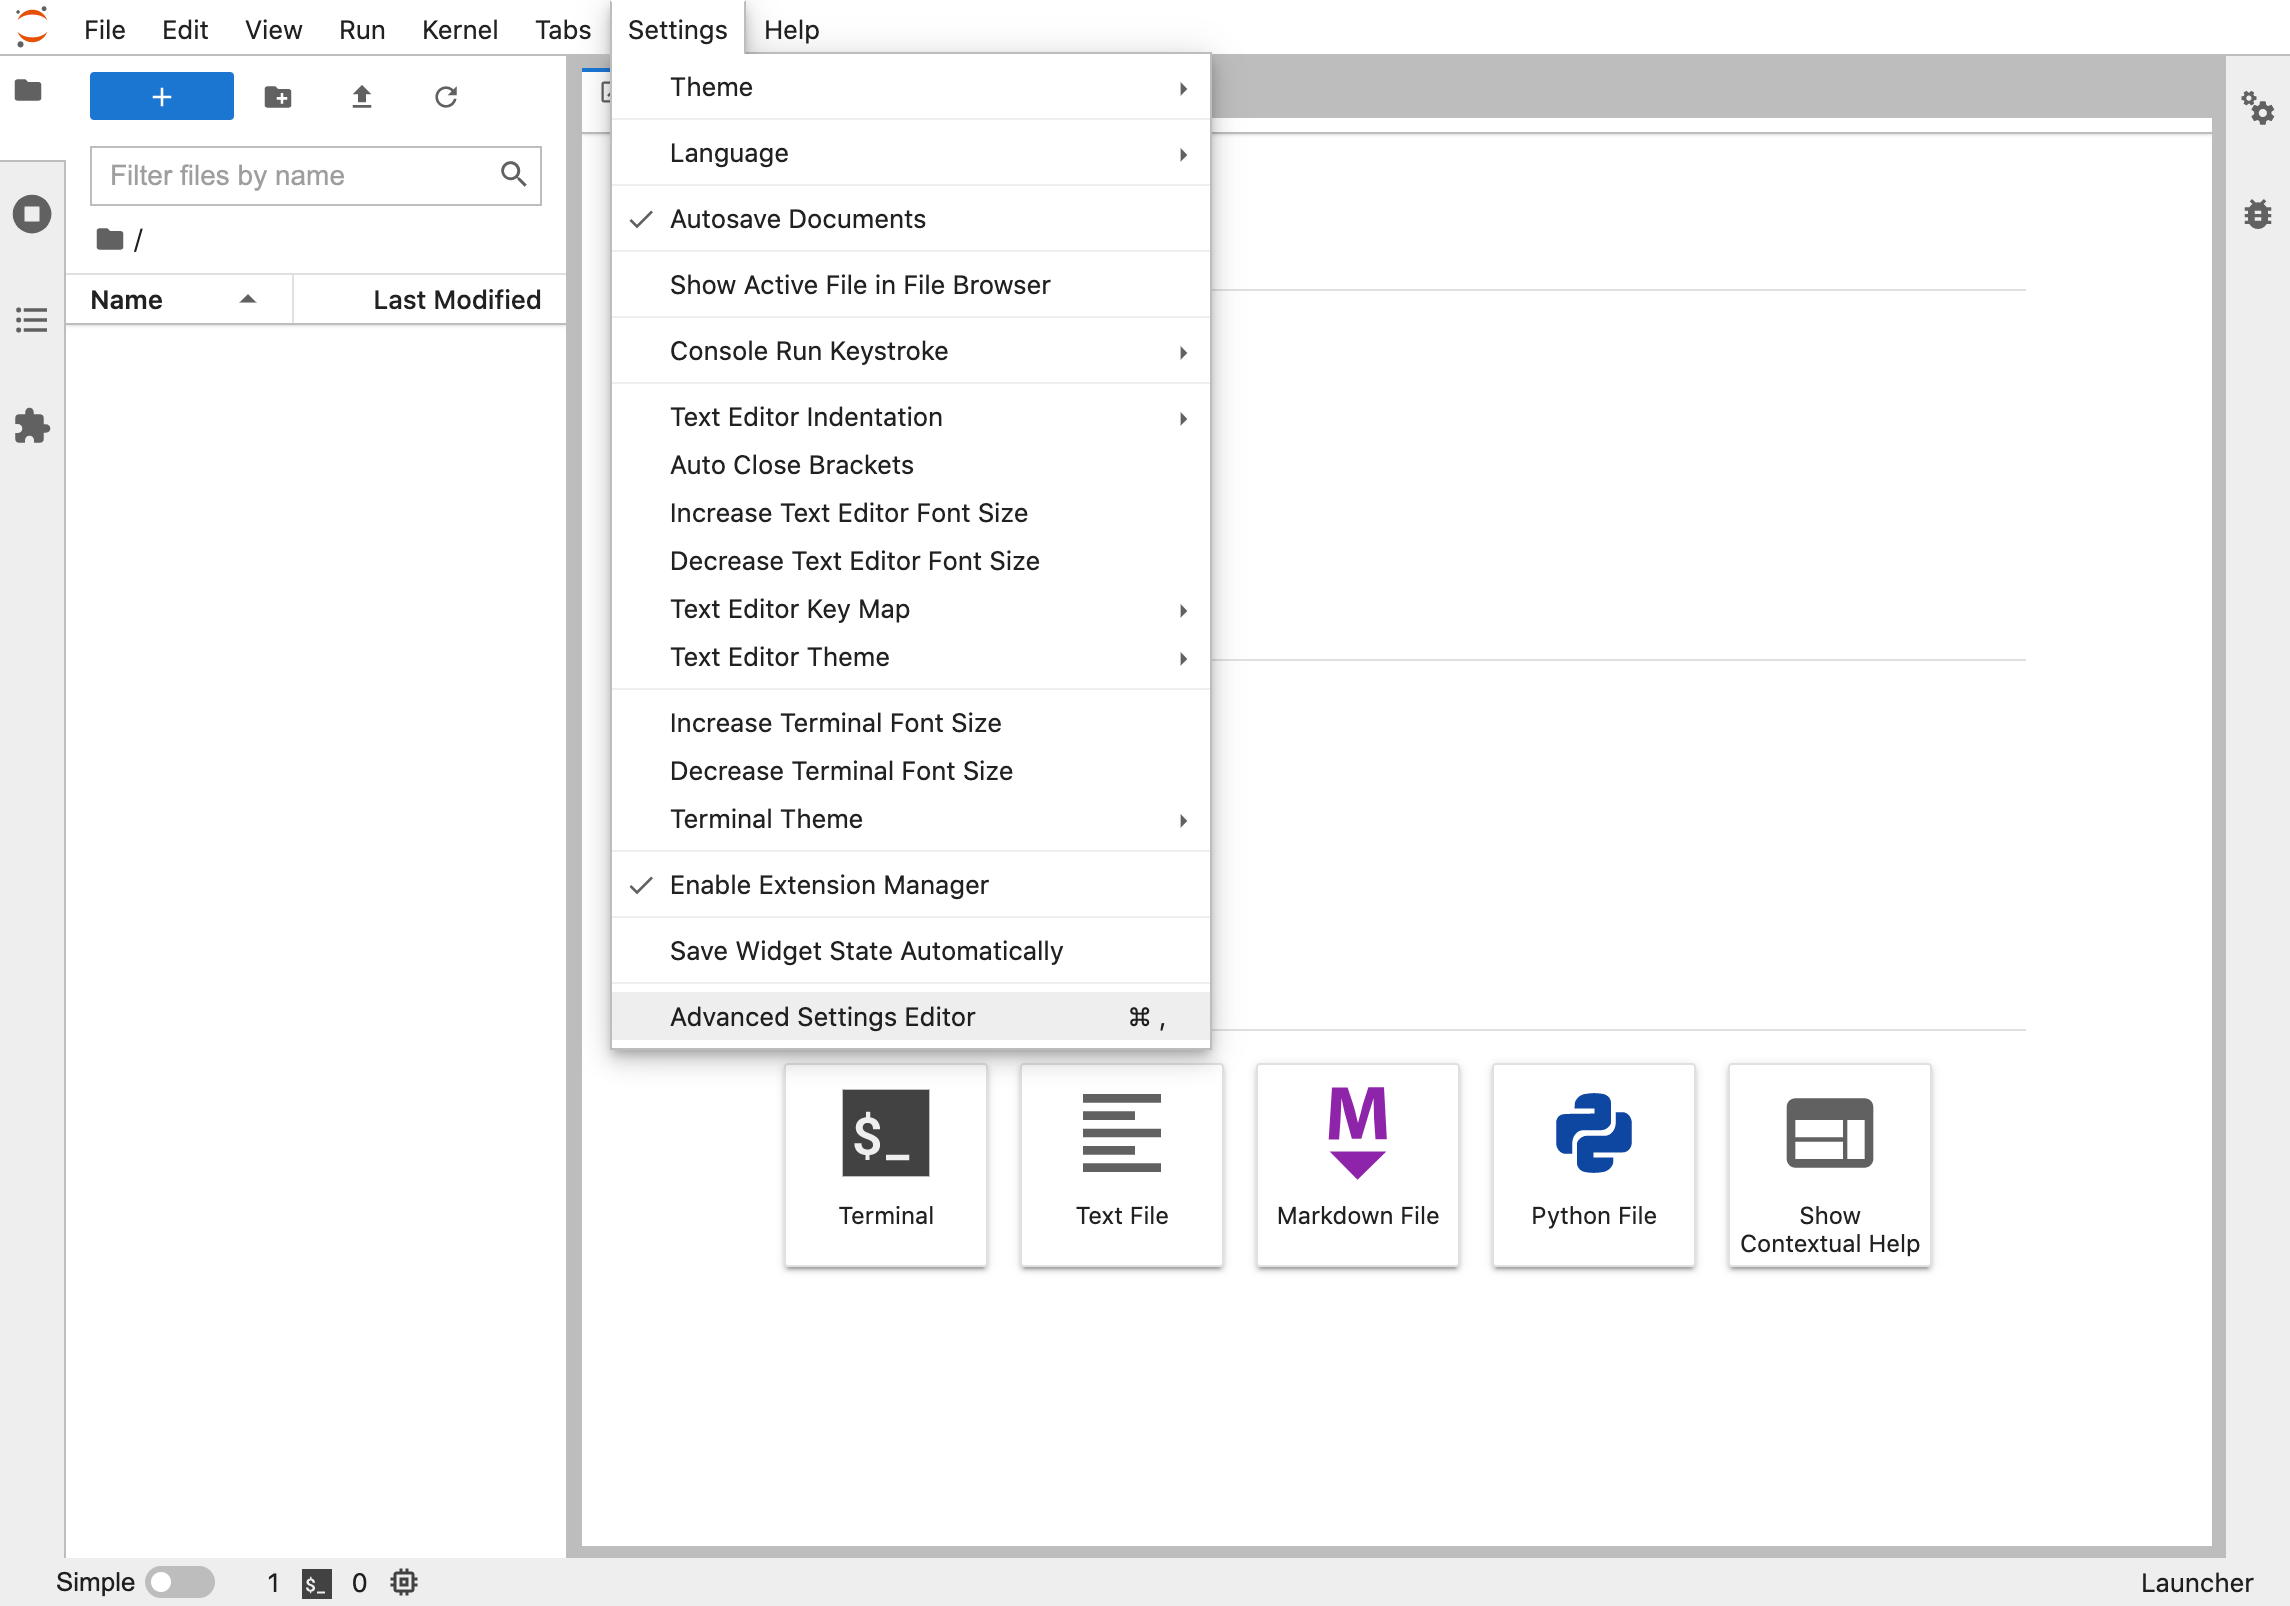 File Edit View Run Kernel Tabs Settings Help
+
Filter files by name
/
Name Last Modified
Theme
Language
Autosave Documents
Show Active File in File Browser
Console Run Keystroke
Text Editor Indentation
Auto Close Brackets
Increase Text Editor Font Size
Decrease Text Editor Font Size
Text Editor Key Map
Text Editor Theme
Increase Terminal Font Size
Decrease Terminal Font Size
Terminal Theme
Enable Extension Manager
Save Widget State Automatically
Advanced Settings Editor ⌘ ,
$_
M
Terminal
Text File
Markdown File
Python File
Show
Contextual Help
Simple 1 $_ 0 Launcher